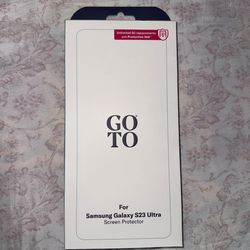 Unlimited $0 replacements
with Protection 360
GO
TO
For
Samsung Galaxy S23 Ultra
Screen Protector